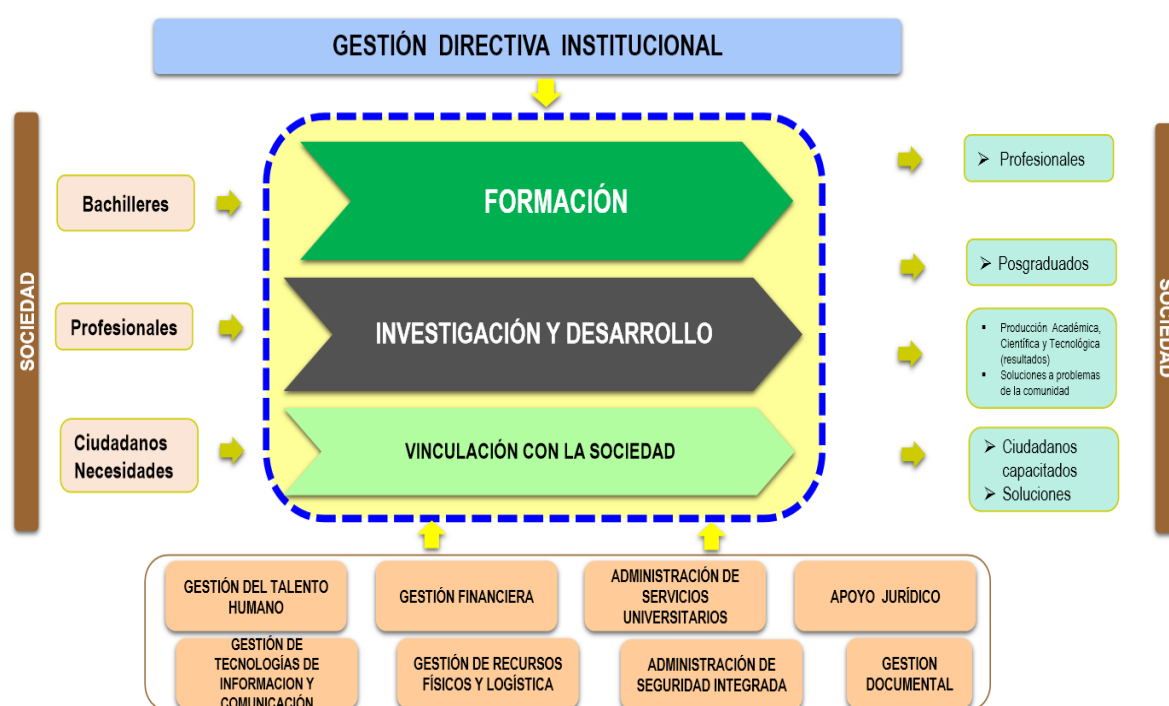 GESTIÓN DIRECTIVA INSTITUCIONAL
SOCIEDAD
Bachilleres
Profesionales
Ciudadanos
Necesidades
FORMACIÓN
INVESTIGACIÓN Y DESARROLLO
VINCULACIÓN CON LA SOCIEDAD
➢ Profesionales
➢ Posgraduados
▪ Producción Académica,
Científica y Tecnológica
(resultados)
▪ Soluciones a problemas
de la comunidad
➢ Ciudadanos
capacitados
➢ Soluciones
SOCIEDAD
GESTIÓN DEL TALENTO
HUMANO
GESTIÓN FINANCIERA
ADMINISTRACIÓN DE
SERVICIOS
UNIVERSITARIOS
APOYO JURÍDICO
GESTIÓN DE
TECNOLOGÍAS DE
INFORMACION Y
COMUNICACIÓN
GESTIÓN DE RECURSOS
FÍSICOS Y LOGÍSTICA
ADMINISTRACIÓN DE
SEGURIDAD INTEGRADA
GESTION
DOCUMENTAL